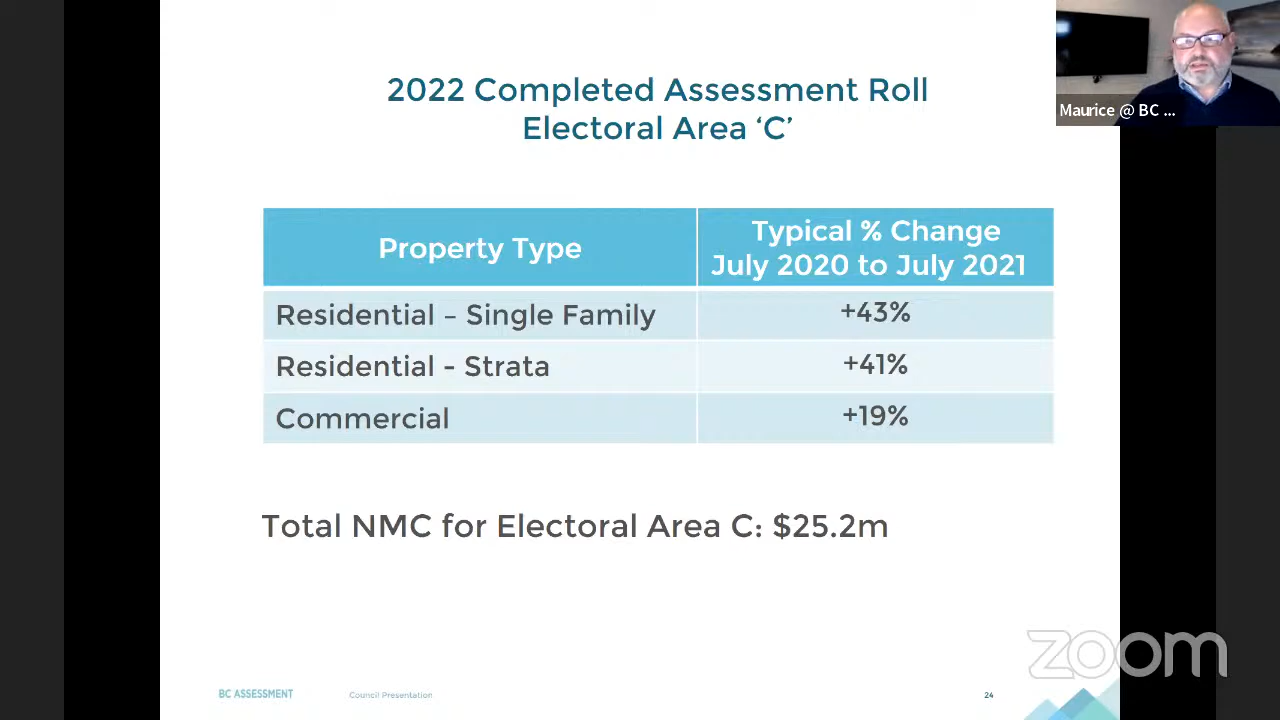 2022 Completed Assessment Roll
Electoral Area ‘C’
Maurice @ BC ...
Property Type
Typical % Change
July 2020 to July 2021
Residential – Single Family
+43%
Residential - Strata
+41%
Commercial
+19%
Total NMC for Electoral Area C: $25.2m
zoom
BC ASSESSMENT
Council Presentation
24